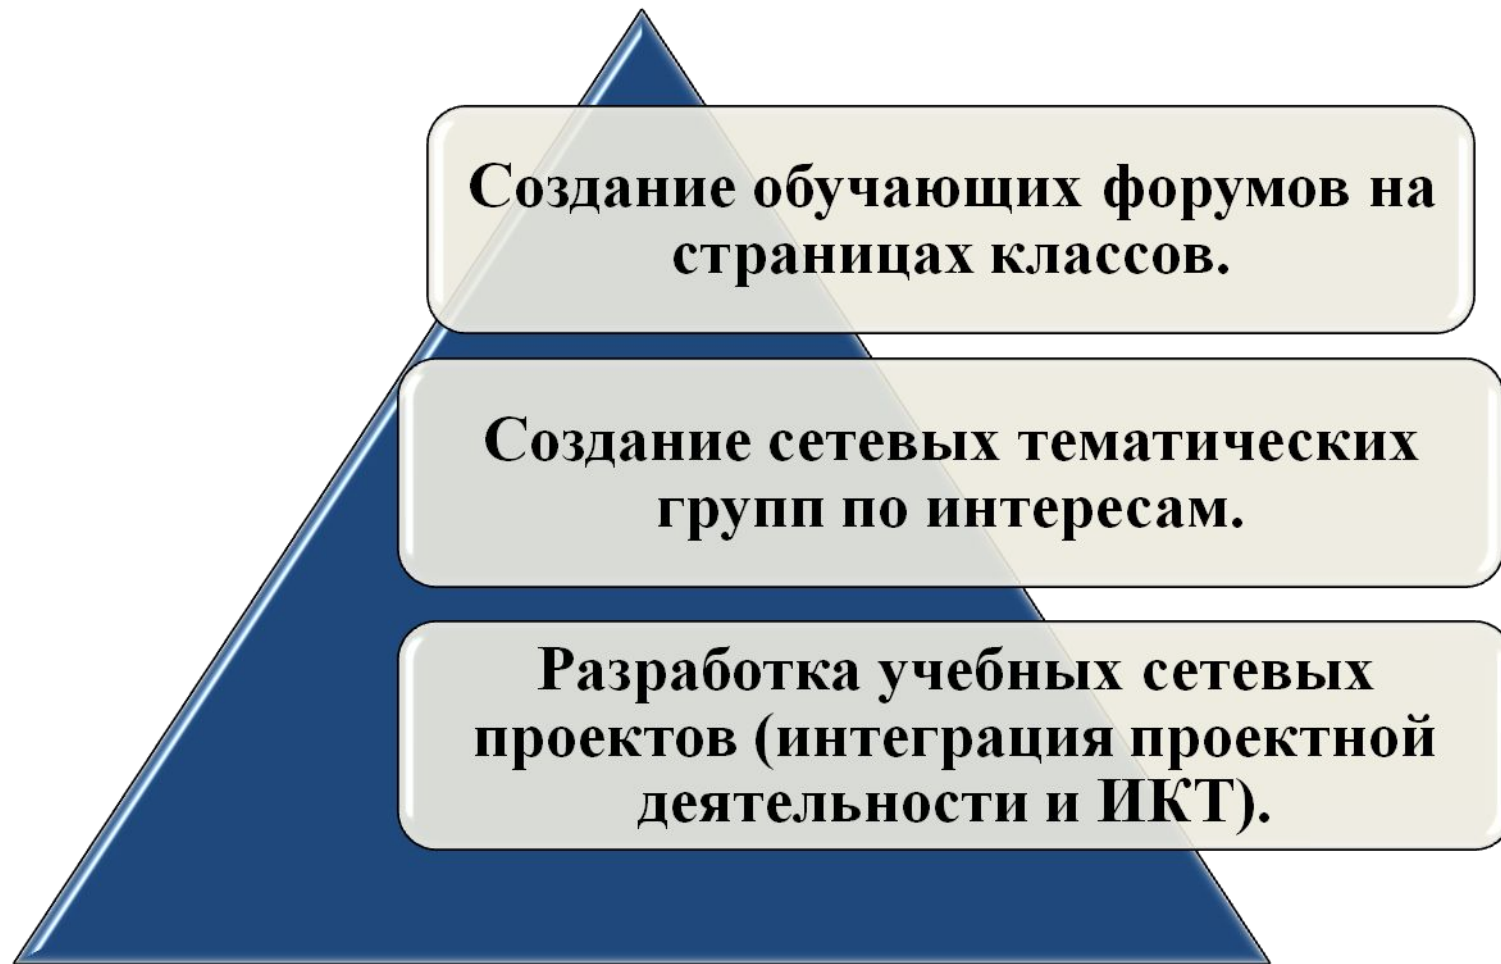 Создание обучающих форумов на
страницах классов.
Создание сетевых тематических
групп по интересам.
Разработка учебных сетевых
проектов (интеграция проектной
деятельности и ИКТ).